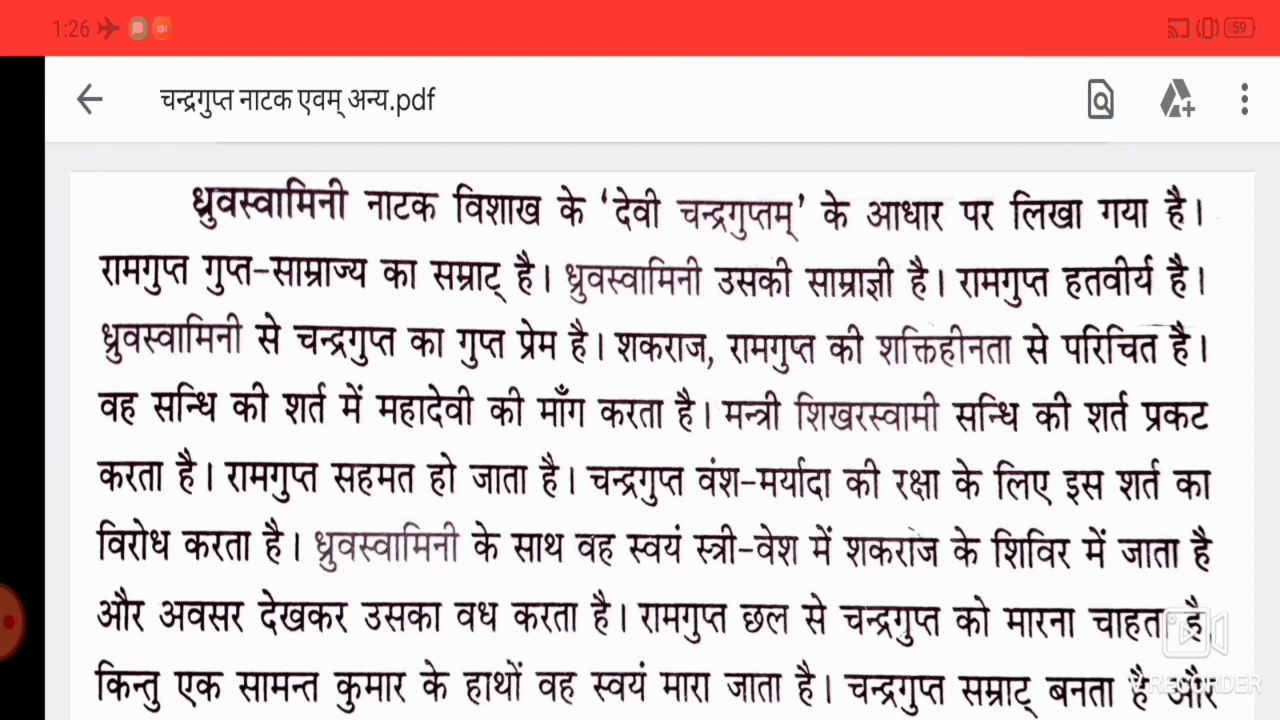 1:26
59
चन्द्रगुप्त नाटक एवम् अन्य.pdf
ध्रुवस्वामिनी नाटक विशाख के ‘देवी चन्द्रगुप्तम्’ के आधार पर लिखा गया है।
रामगुप्त गुप्त-साम्राज्य का सम्राट् है। ध्रुवस्वामिनी उसकी साम्राज्ञी है। रामगुप्त हतवीर्य है।
ध्रुवस्वामिनी से चन्द्रगुप्त का गुप्त प्रेम है। शकराज, रामगुप्त की शक्तिहीनता से परिचित है।
वह सन्धि की शर्त में महादेवी की माँग करता है। मन्त्री शिखरस्वामी सन्धि की शर्त प्रकट
करता है। रामगुप्त सहमत हो जाता है। चन्द्रगुप्त वंश-मर्यादा की रक्षा के लिए इस शर्त का
विरोध करता है। ध्रुवस्वामिनी के साथ वह स्वयं स्त्री-वेश में शकराज के शिविर में जाता है
और अवसर देखकर उसका वध करता है। रामगुप्त छल से चन्द्रगुप्त को मारना चाहता है,
किन्तु एक सामन्त कुमार के हाथों वह स्वयं मारा जाता है। चन्द्रगुप्त सम्राट् बनता है और
V RECORDER